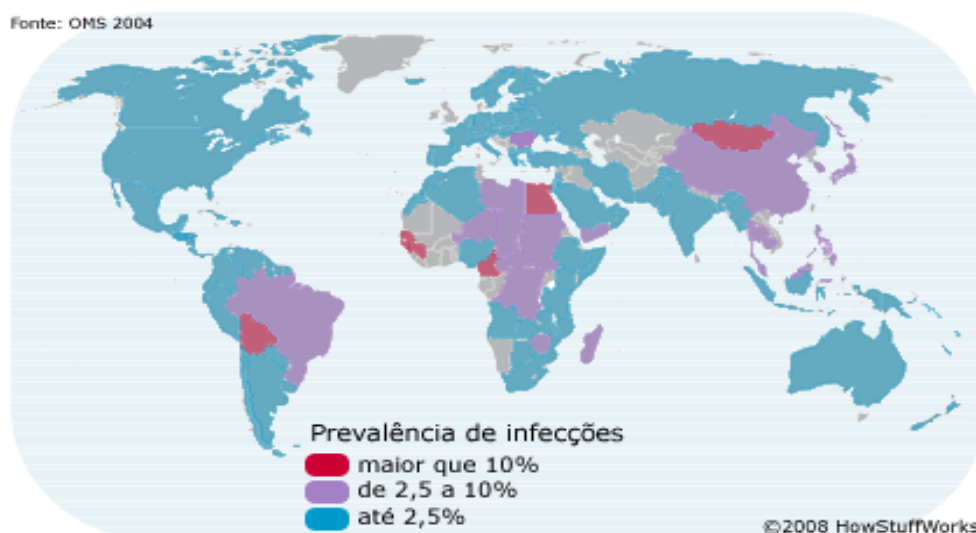 Fonte: OMS 2004
Prevalência de infecções
maior que 10%
de 2,5 a 10%
até 2,5%
©2008 HowStuffWorks